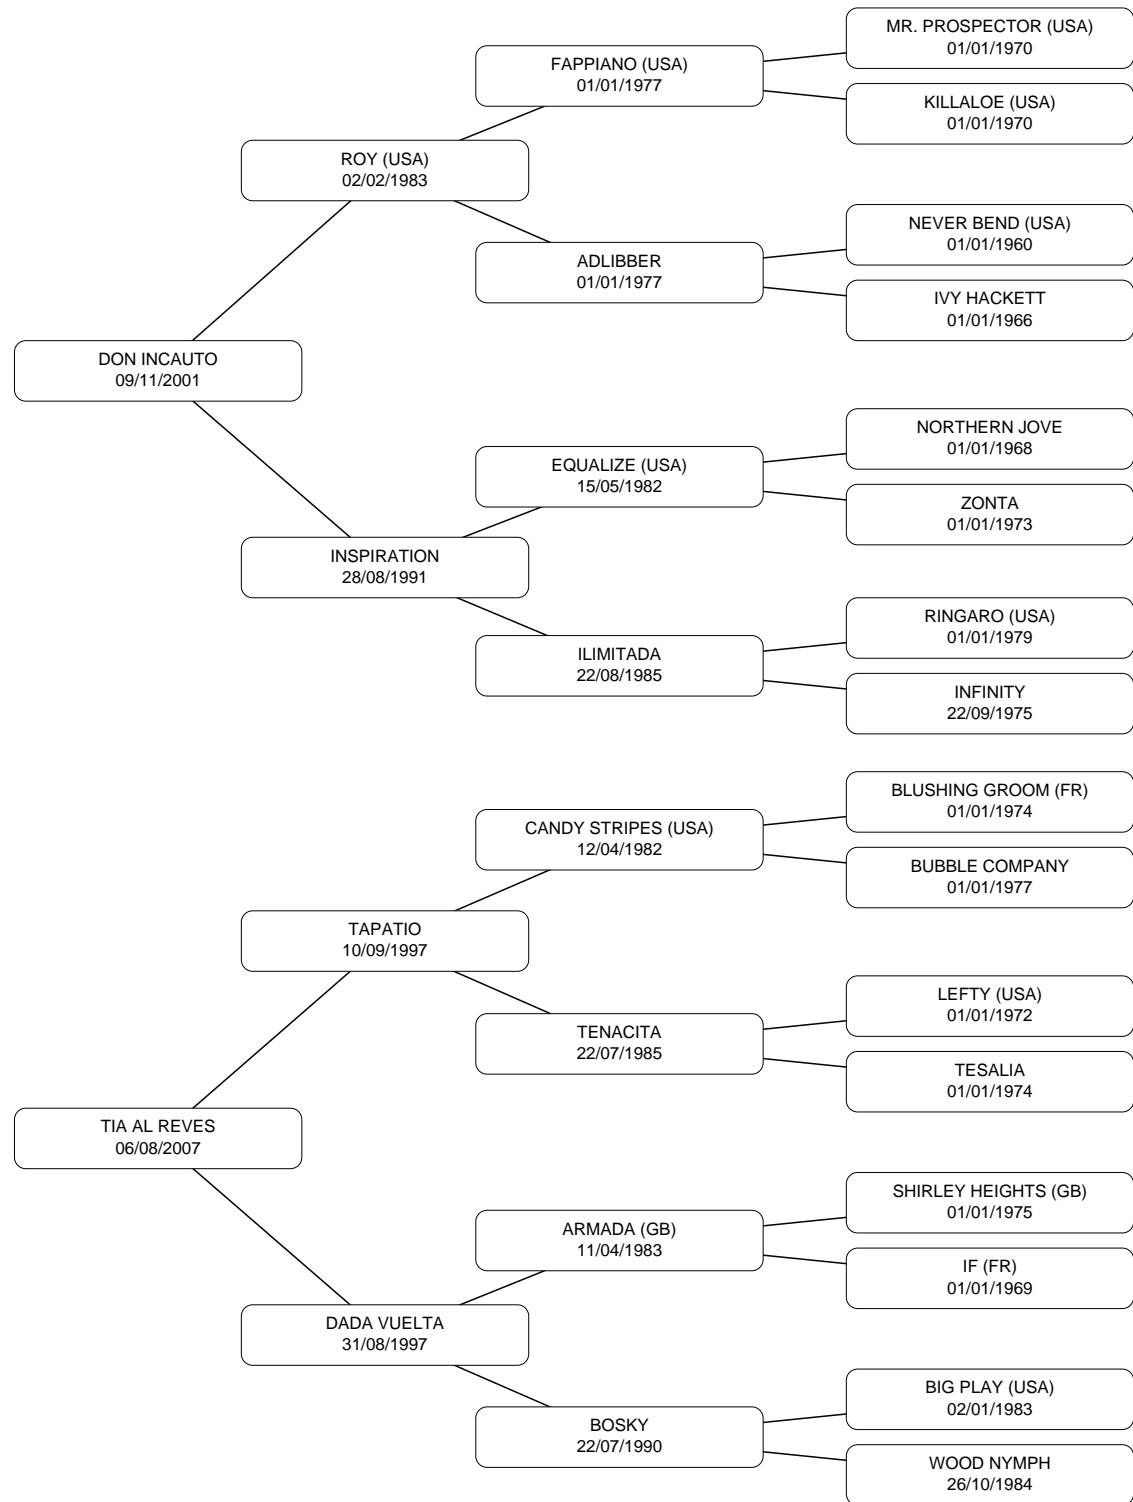 MR. PROSPECTOR (USA)
01/01/1970
FAPPIANO (USA)
01/01/1977
KILLALOE (USA)
01/01/1970
ROY (USA)
02/02/1983
NEVER BEND (USA)
01/01/1960
ADLIBBER
01/01/1977
IVY HACKETT
01/01/1966
DON INCAUTO
09/11/2001
NORTHERN JOVE
01/01/1968
EQUALIZE (USA)
15/05/1982
ZONTA
01/01/1973
INSPIRATION
28/08/1991
RINGARO (USA)
01/01/1979
ILIMITADA
22/08/1985
INFINITY
22/09/1975
BLUSHING GROOM (FR)
01/01/1974
CANDY STRIPES (USA)
12/04/1982
BUBBLE COMPANY
01/01/1977
TAPATIO
10/09/1997
LEFTY (USA)
01/01/1972
TENACITA
22/07/1985
TESALIA
01/01/1974
TIA AL REVES
06/08/2007
SHIRLEY HEIGHTS (GB)
01/01/1975
ARMADA (GB)
11/04/1983
IF (FR)
01/01/1969
DADA VUELTA
31/08/1997
BIG PLAY (USA)
02/01/1983
BOSKY
22/07/1990
WOOD NYMPH
26/10/1984